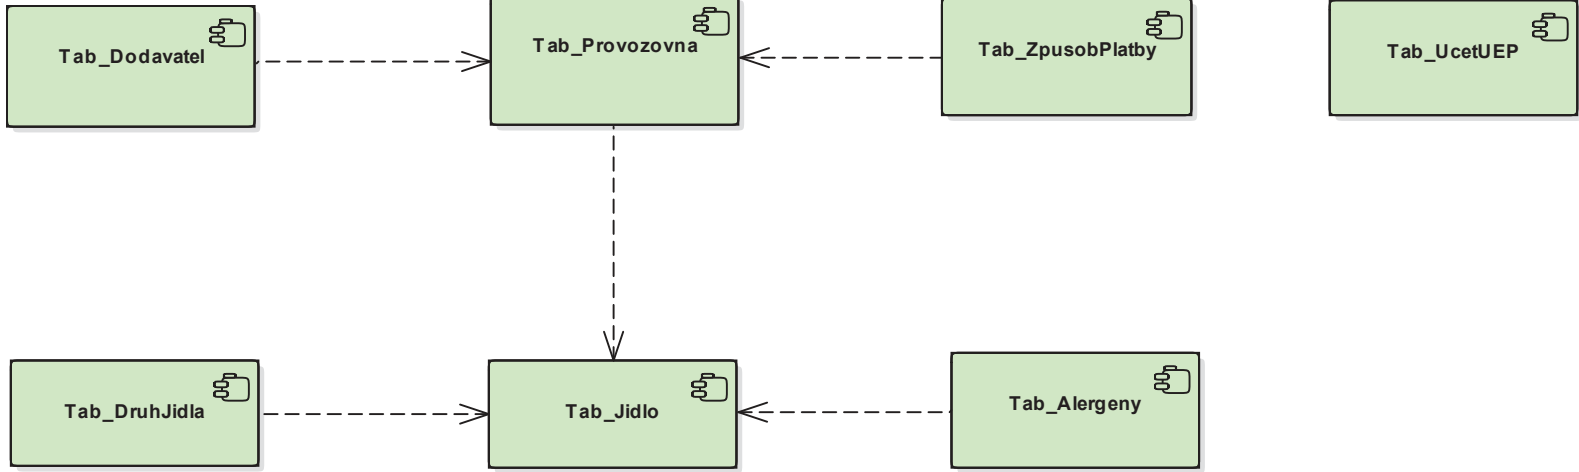 Tab_Dodavatel
Tab_Provozovna
Tab_ZpusobPlatby
Tab_UcetUEP
Tab_DruhJidla
Tab_Jidlo
Tab_Alergeny